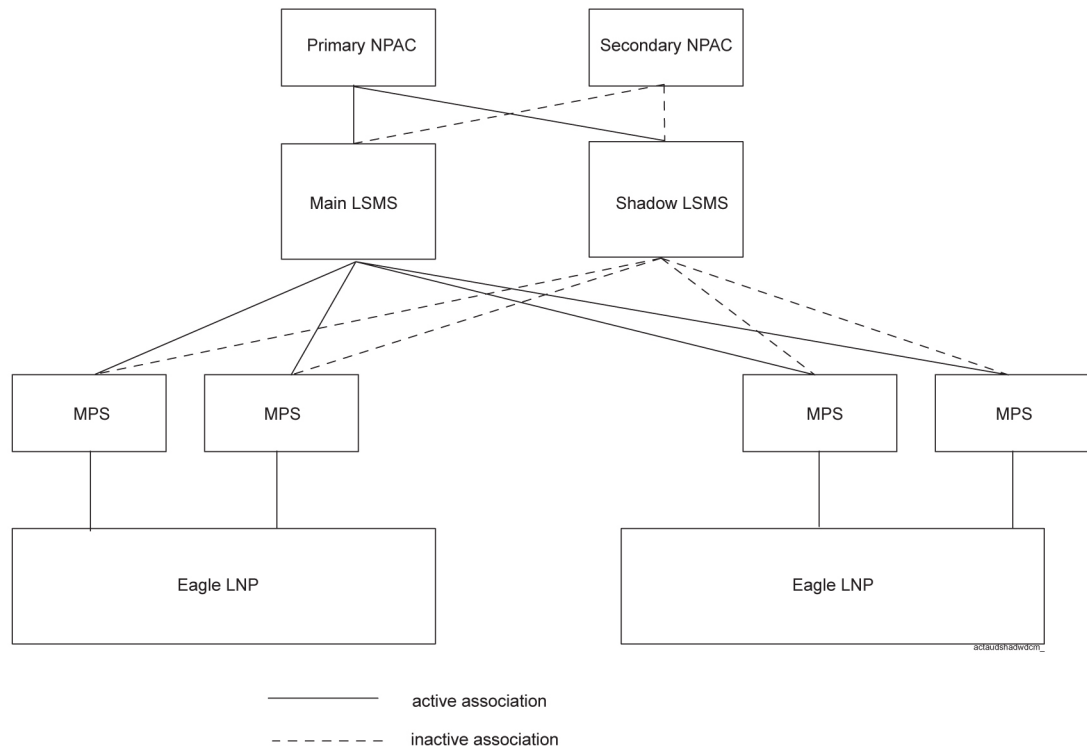 Primary NPAC
Secondary NPAC
Main LSMS
Shadow LSMS
MPS
MPS
MPS
MPS
Eagle LNP
Eagle LNP
actaudshadwdcm_
active association
inactive association